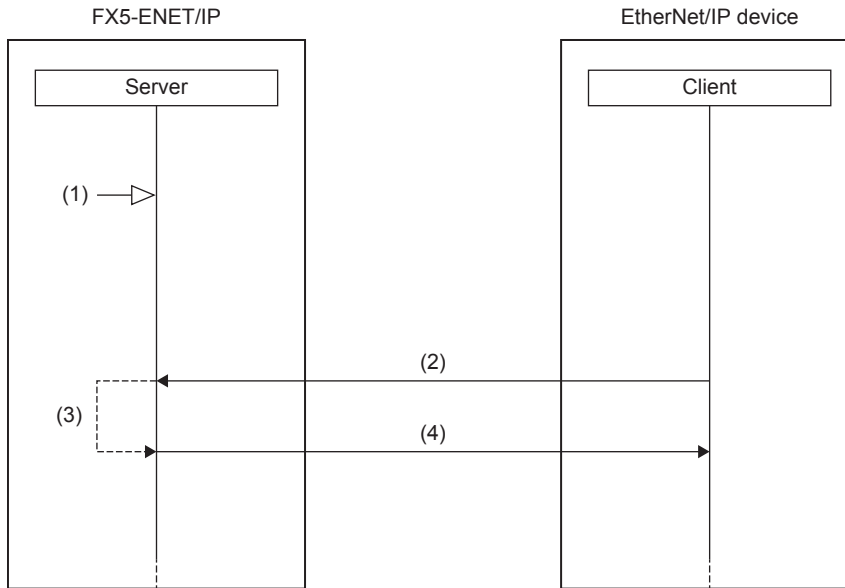 FX5-ENET/IP
EtherNet/IP device
Server
Client
(1)
(2)
(3)
(4)